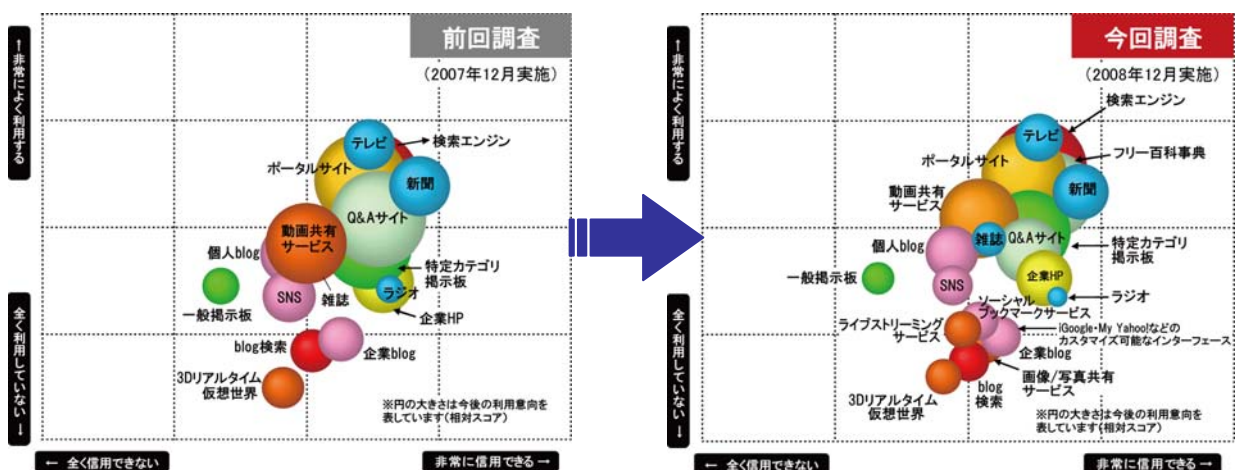 前回調査
(2007年12月実施)
↑非常によく利用する
全く利用していない↓
テレビ
検索エンジン
ポータルサイト
新聞
Q&Aサイト
動画共有
サービス
個人blog
特定カテゴリ
掲示板
SNS
雑誌
ラジオ
一般掲示板
企業HP
blog検索
企業blog
3Dリアルタイム
仮想世界
※円の大きさは今後の利用意向を
表しています(相対スコア)
← 全く信用できない
非常に信用できる→
今回調査
(2008年12月実施)
↑非常によく利用する
全く利用していない↓
検索エンジン
テレビ
フリー百科事典
ポータルサイト
動画共有
サービス
新聞
雑誌
Q&Aサイト
個人blog
特定カテゴリ
掲示板
一般掲示板
企業HP
SNS
ラジオ
ソーシャル
ブックマークサービス
ライブストリーミング
サービス
iGoogle・My Yahoo!などの
カスタマイズ可能なインターフェース
企業blog
画像/写真共有
サービス
blog
検索
3Dリアルタイム
仮想世界
※円の大きさは今後の利用意向を
表しています(相対スコア)
← 全く信用できない
非常に信用できる→